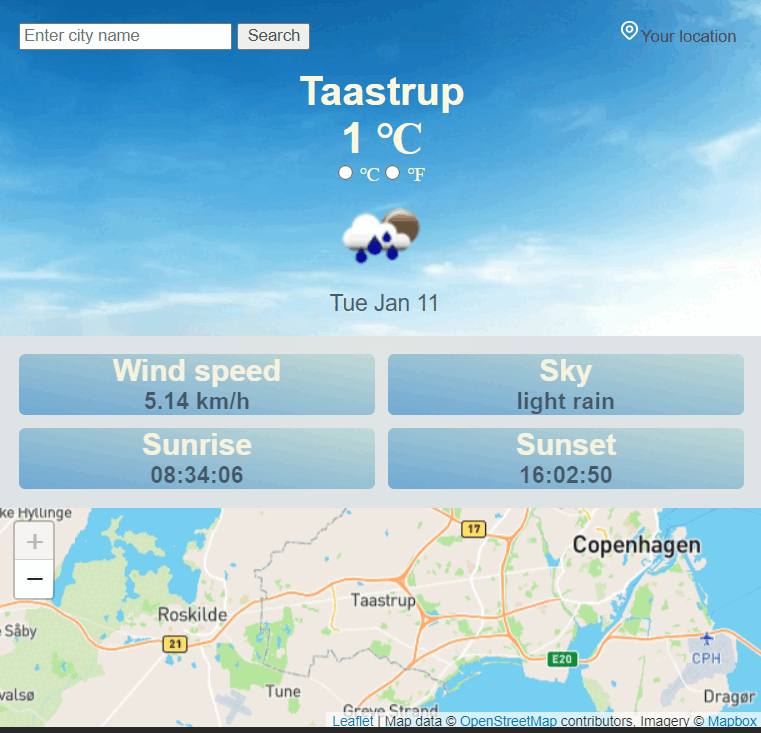 Enter city name Search Your location
Taastrup
1 °C
°C °F
Tue Jan 11
Wind speed Sky
5.14 km/h light rain
Sunrise Sunset
08:34:06 16:02:50
ke Hyllinge
+
17
Copenhagen
−
Taastrup
Roskilde
Såby
21
E20
CPH
Tune
valsø
Dragør
Greve Strand
Leaflet | Map data © OpenStreetMap contributors, Imagery © Mapbox